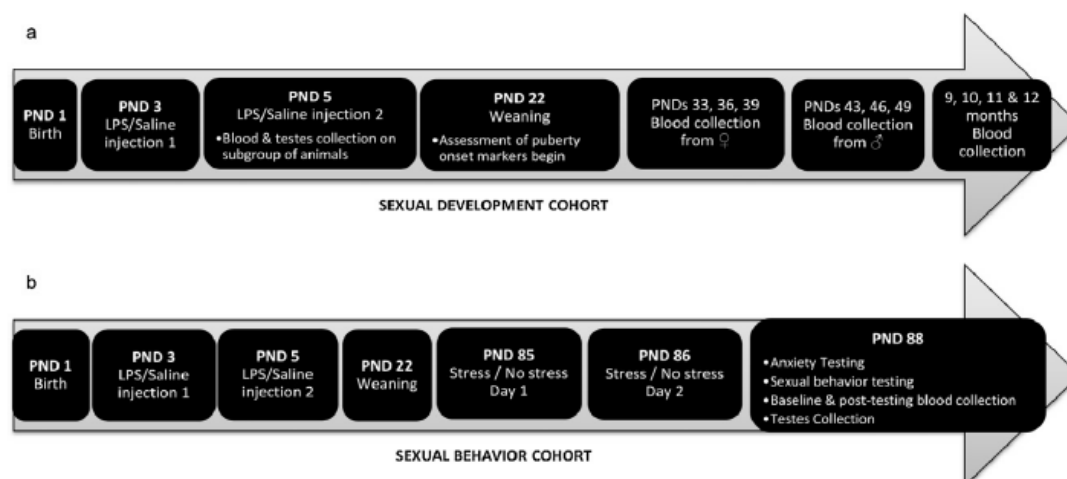 a
PND 1
Birth
PND 3
LPS/Saline
injection 1
PND 5
LPS/Saline injection 2
•Blood & testes collection on
subgroup of animals
PND 22
Weaning
•Assessment of puberty
onset markers begin
PNDs 33, 36, 39
Blood collection
from ♀
PNDs 43, 46, 49
Blood collection
from ♂
9, 10, 11 & 12
months
Blood
collection
SEXUAL DEVELOPMENT COHORT
b
PND 1
Birth
PND 3
LPS/Saline
injection 1
PND 5
LPS/Saline
injection 2
PND 22
Weaning
PND 85
Stress / No stress
Day 1
PND 86
Stress / No stress
Day 2
PND 88
•Anxiety Testing
•Sexual behavior testing
•Baseline & post-testing blood collection
•Testes Collection
SEXUAL BEHAVIOR COHORT